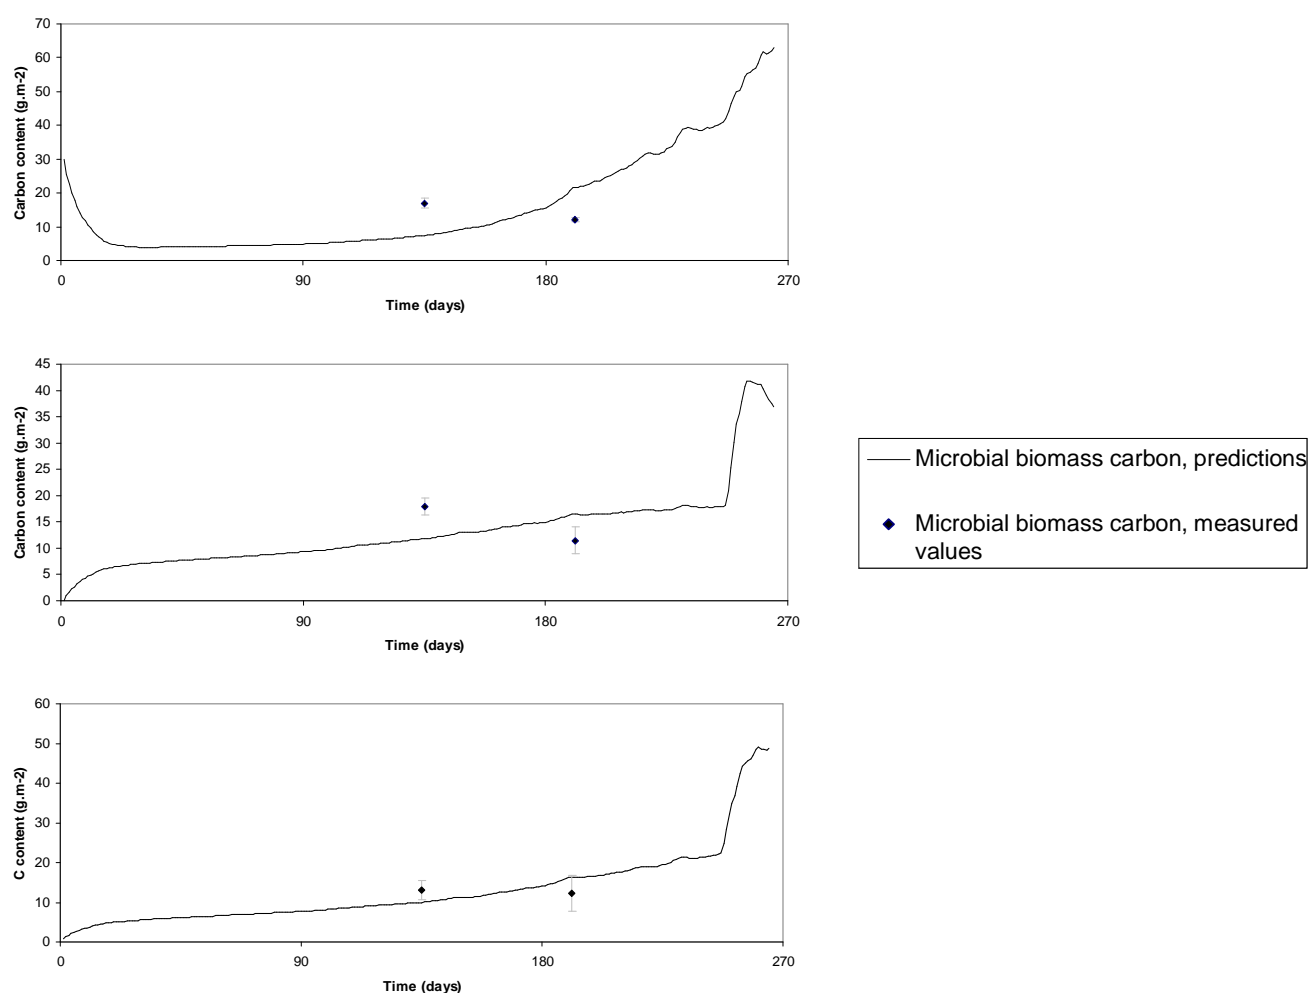 70
60
50
40
30
20
10
0
0 90 180 270
Carbon content (g.m-2)
Time (days)
45
40
35
30
25
20
15
10
5
0
0 90 180 270
Carbon content (g.m-2)
Time (days)
Microbial biomass carbon, predictions
Microbial biomass carbon, measured
values
60
50
40
30
20
10
0
0 90 180 270
C content (g.m-2)
Time (days)